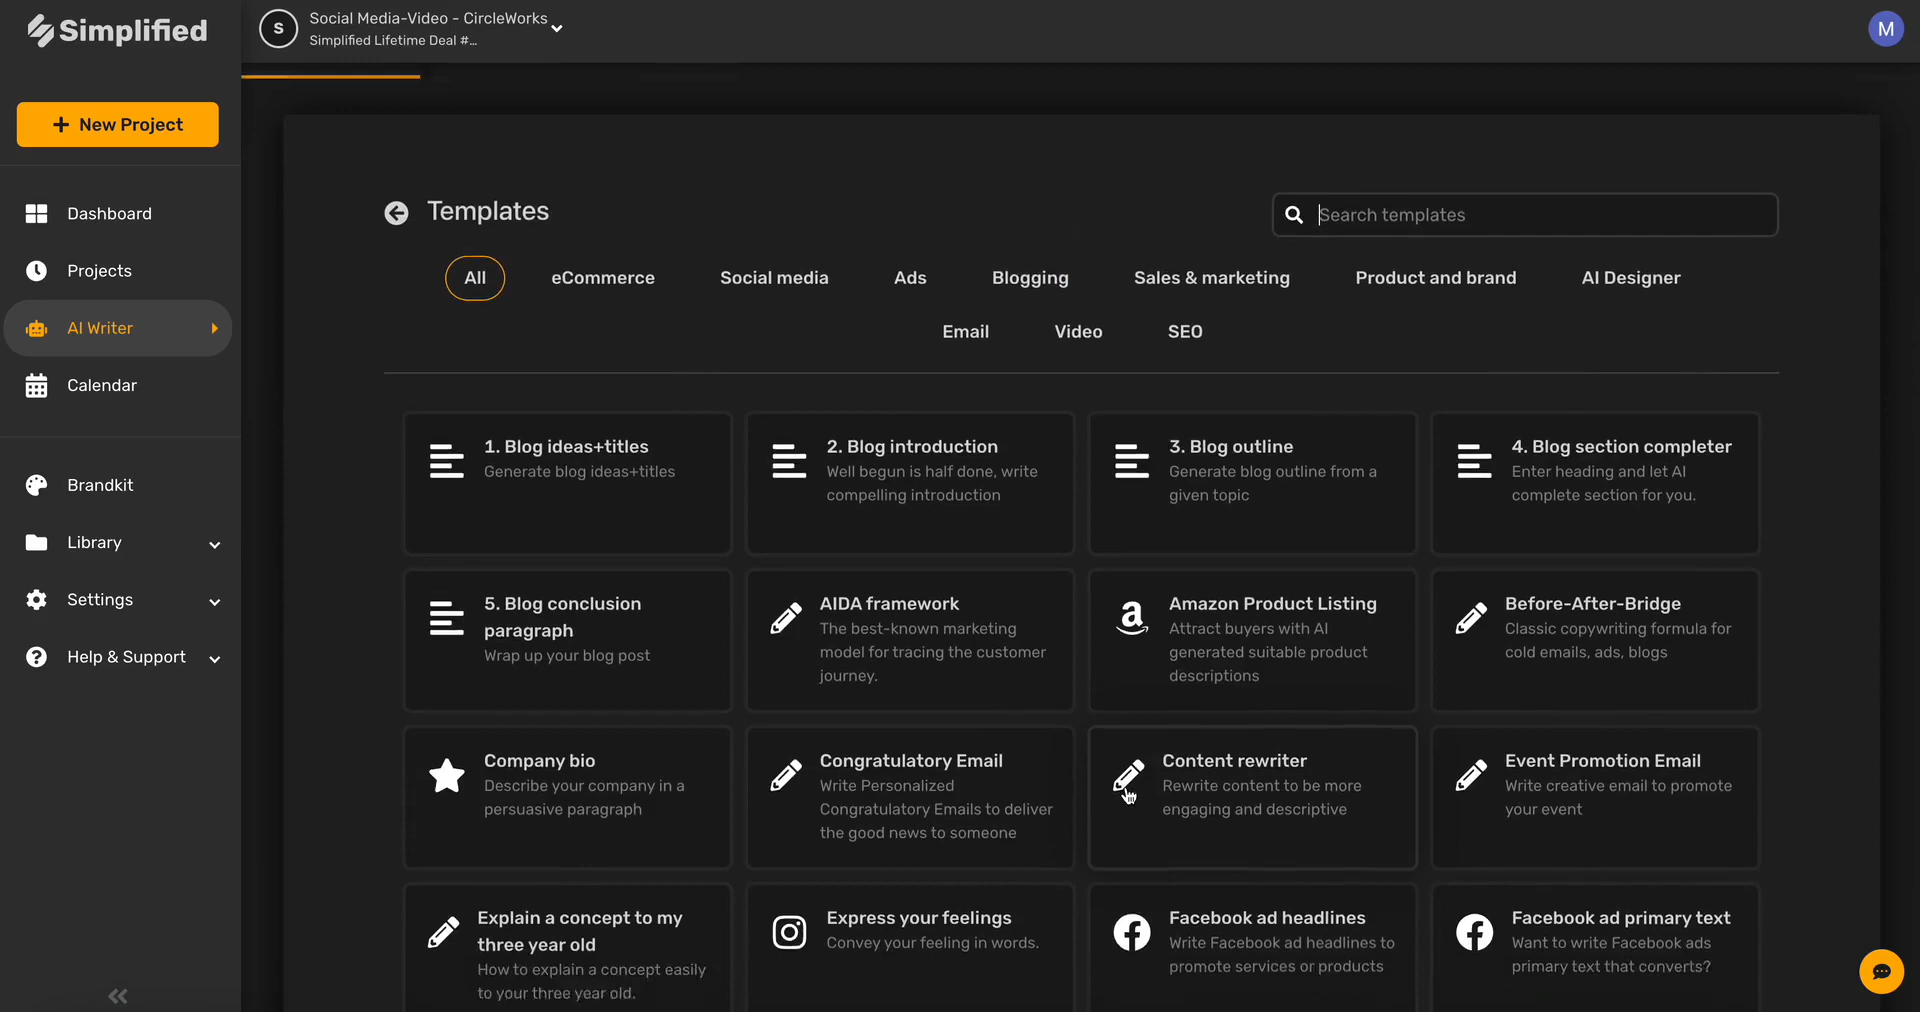 Simplified
S
Social Media-Video - CircleWorks
Simplified Lifetime Deal #...
M
New Project
Dashboard
Projects
AI Writer
Calendar
Brandkit
Library
Settings
Help & Support
Templates
Search templates
All
eCommerce
Social media
Ads
Blogging
Sales & marketing
Product and brand
AI Designer
Email
Video
SEO
1. Blog ideas+titles
Generate blog ideas+titles
2. Blog introduction
Well begun is half done, write
compelling introduction
3. Blog outline
Generate blog outline from a
given topic
4. Blog section completer
Enter heading and let AI
complete section for you.
5. Blog conclusion
paragraph
Wrap up your blog post
AIDA framework
The best-known marketing
model for tracing the customer
journey.
Amazon Product Listing
Attract buyers with AI
generated suitable product
descriptions
Before-After-Bridge
Classic copywriting formula for
cold emails, ads, blogs
Company bio
Describe your company in a
persuasive paragraph
Congratulatory Email
Write Personalized
Congratulatory Emails to deliver
the good news to someone
Content rewriter
Rewrite content to be more
engaging and descriptive
Event Promotion Email
Write creative email to promote
your event
Explain a concept to my
three year old
How to explain a concept easily
to your three year old.
Express your feelings
Convey your feeling in words.
Facebook ad headlines
Write Facebook ad headlines to
promote services or products
Facebook ad primary text
Want to write Facebook ads
primary text that converts?